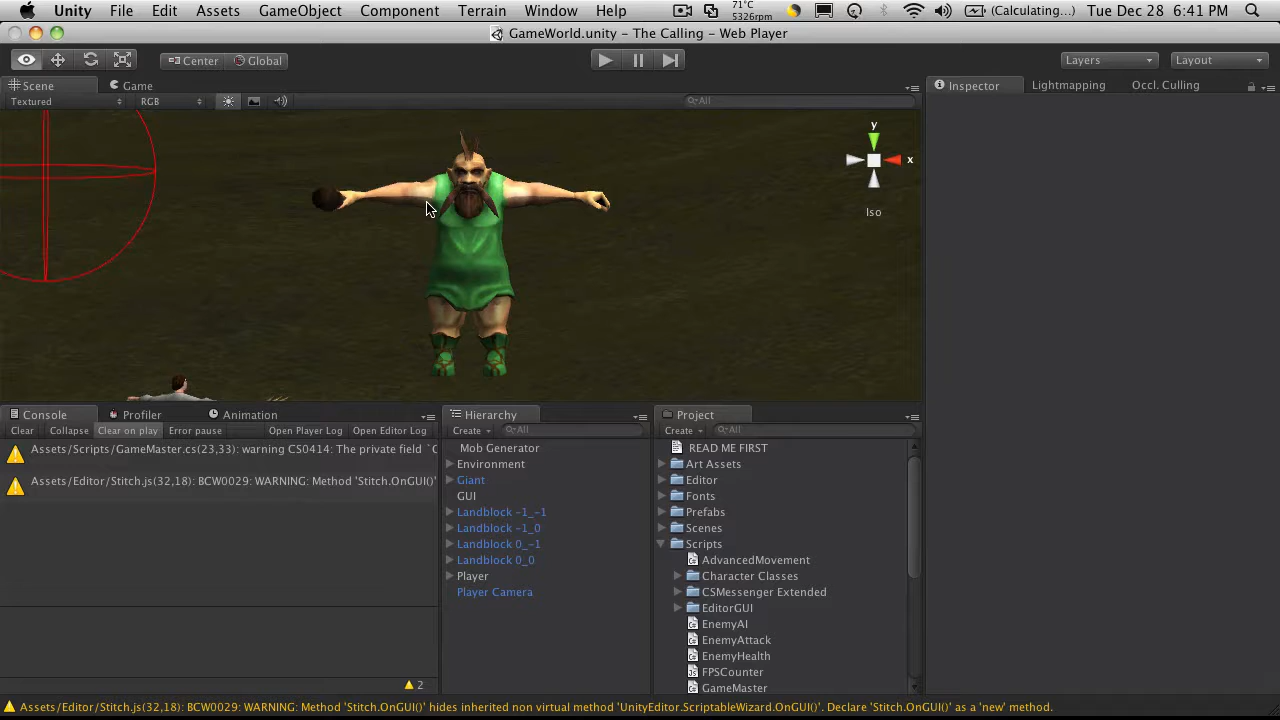 Unity File Edit Assets GameObject Component Terrain Window Help 71°C 5326rpm (Calculating...) Tue Dec 28 6:41 PM
GameWorld.unity - The Calling - Web Player
Center Global Layers Layout
Scene Game Inspector Lightmapping Occl. Culling
Textured RGB All
y
x
Iso
Console Profiler Animation Hierarchy Project
Clear Collapse Clear on play Error pause Open Player Log Open Editor Log Create All Create All
Assets/Scripts/GameMaster.cs(23,33): warning CS0414: The private field `
Assets/Editor/Stitch.js(32,18): BCW0029: WARNING: Method 'Stitch.OnGUI()'
Mob Generator
Environment
Giant
GUI
Landblock -1_-1
Landblock -1_0
Landblock 0_-1
Landblock 0_0
Player
Player Camera
READ ME FIRST
Art Assets
Editor
Fonts
Prefabs
Scenes
Scripts
AdvancedMovement
Character Classes
CSMessenger Extended
EditorGUI
EnemyAI
EnemyAttack
EnemyHealth
FPSCounter
GameMaster
2
Assets/Editor/Stitch.js(32,18): BCW0029: WARNING: Method 'Stitch.OnGUI()' hides inherited non virtual method 'UnityEditor.ScriptableWizard.OnGUI()'. Declare 'Stitch.OnGUI()' as a 'new' method.